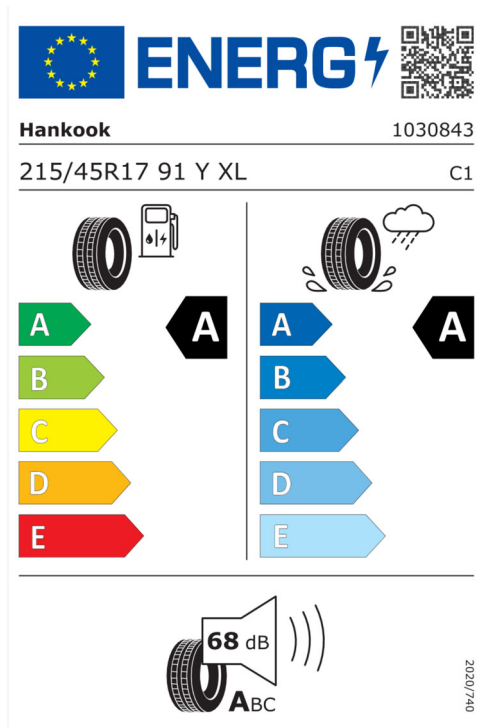 ENERG
Hankook 1030843
215/45R17 91 Y XL C1
A A
B
C
D
E
A A
B
C
D
E
68 dB
ABC
2020/740